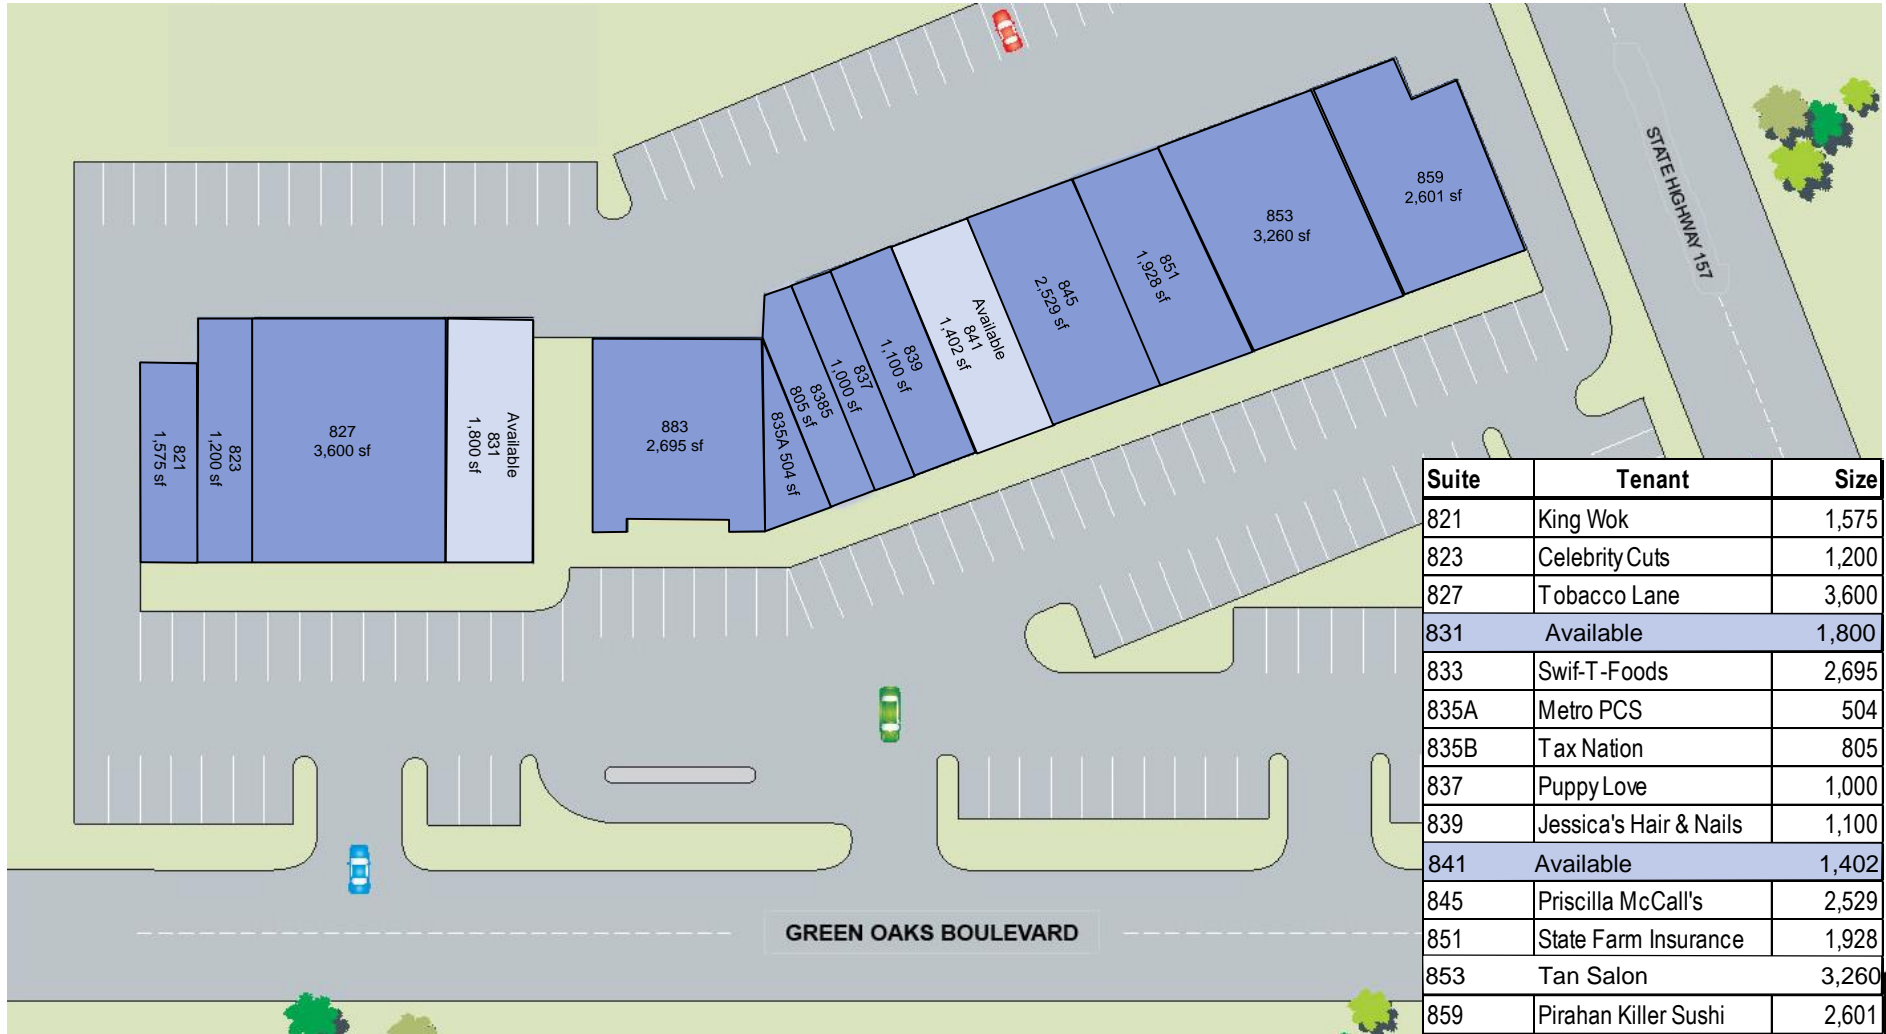 STATE HIGHWAY 157
859
2,601 sf
853
3,260 sf
851
1,928 sf
845
2,529 sf
Available
841
1,402 sf
839
1,100 sf
837
1,000 sf
8385
805 sf
835A 504 sf
883
2,695 sf
Available
831
1,800 sf
827
3,600 sf
823
1,200 sf
821
1,575 sf
GREEN OAKS BOULEVARD
Suite Tenant Size
821 King Wok 1,575
823 Celebrity Cuts 1,200
827 Tobacco Lane 3,600
831 Available 1,800
833 Swif-T-Foods 2,695
835A Metro PCS 504
835B Tax Nation 805
837 Puppy Love 1,000
839 Jessica's Hair & Nails 1,100
841 Available 1,402
845 Priscilla McCall's 2,529
851 State Farm Insurance 1,928
853 Tan Salon 3,260
859 Pirahan Killer Sushi 2,601